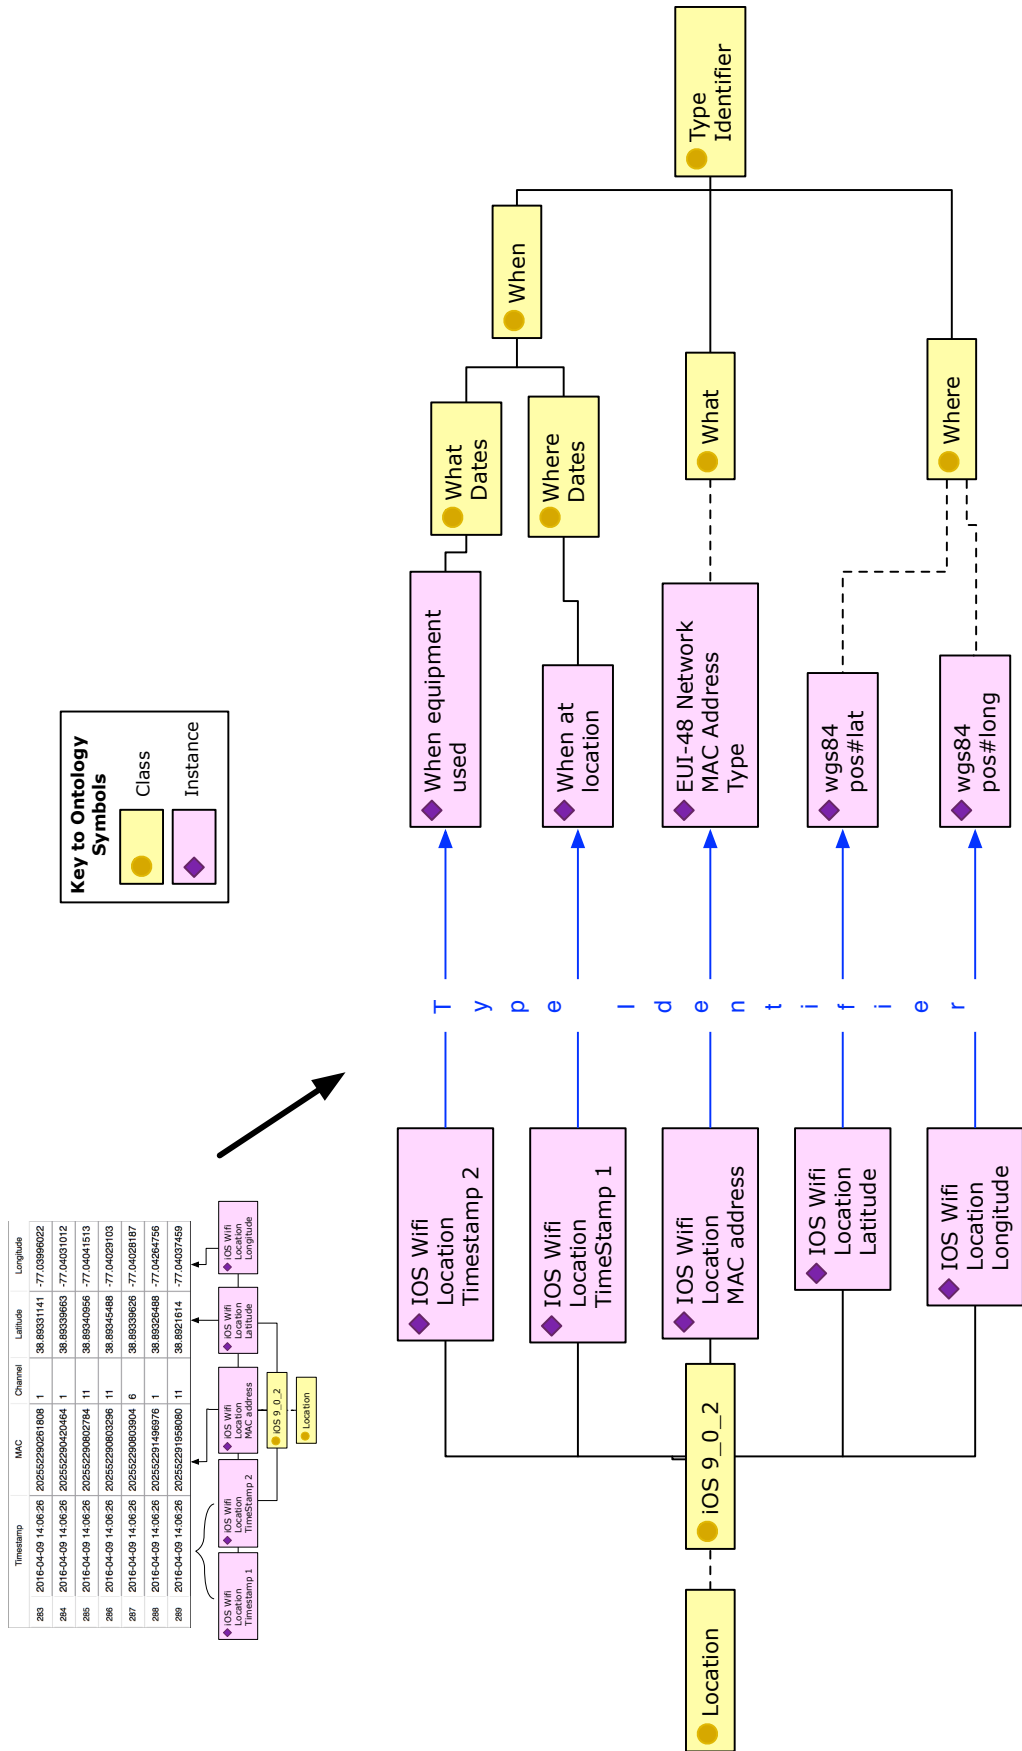 Timestamp MAC Channel Latitude Longitude
283 2016-04-09 14:06:26 202552290261808 1 38.89331141 -77.03996022
284 2016-04-09 14:06:26 202552290420464 1 38.89339663 -77.04031012
285 2016-04-09 14:06:26 202552290802784 11 38.89340956 -77.04041513
286 2016-04-09 14:06:26 202552290803296 11 38.89345488 -77.04029103
287 2016-04-09 14:06:26 202552290803904 6 38.89339626 -77.04028187
288 2016-04-09 14:06:26 202552291496976 1 38.89326488 -77.04264756
289 2016-04-09 14:06:26 202552291958080 11 38.8921614 -77.04037459
iOS Wifi
Location
Timestamp 1
iOS Wifi
Location
TimeStamp 2
iOS Wifi
Location
MAC address
iOS Wifi
Location
Latitude
iOS Wifi
Location
Longitude
iOS 9_0_2
Location
Key to Ontology
Symbols
Class
Instance
Location
iOS 9_0_2
IOS Wifi
Location
Timestamp 2
IOS Wifi
Location
TimeStamp 1
IOS Wifi
Location
MAC address
IOS Wifi
Location
Latitude
IOS Wifi
Location
Longitude
Type Identifier
When equipment
used
When at
location
EUI-48 Network
MAC Address
Type
wgs84
pos#lat
wgs84
pos#long
What
Dates
Where
Dates
When
What
Where
Type
Identifier